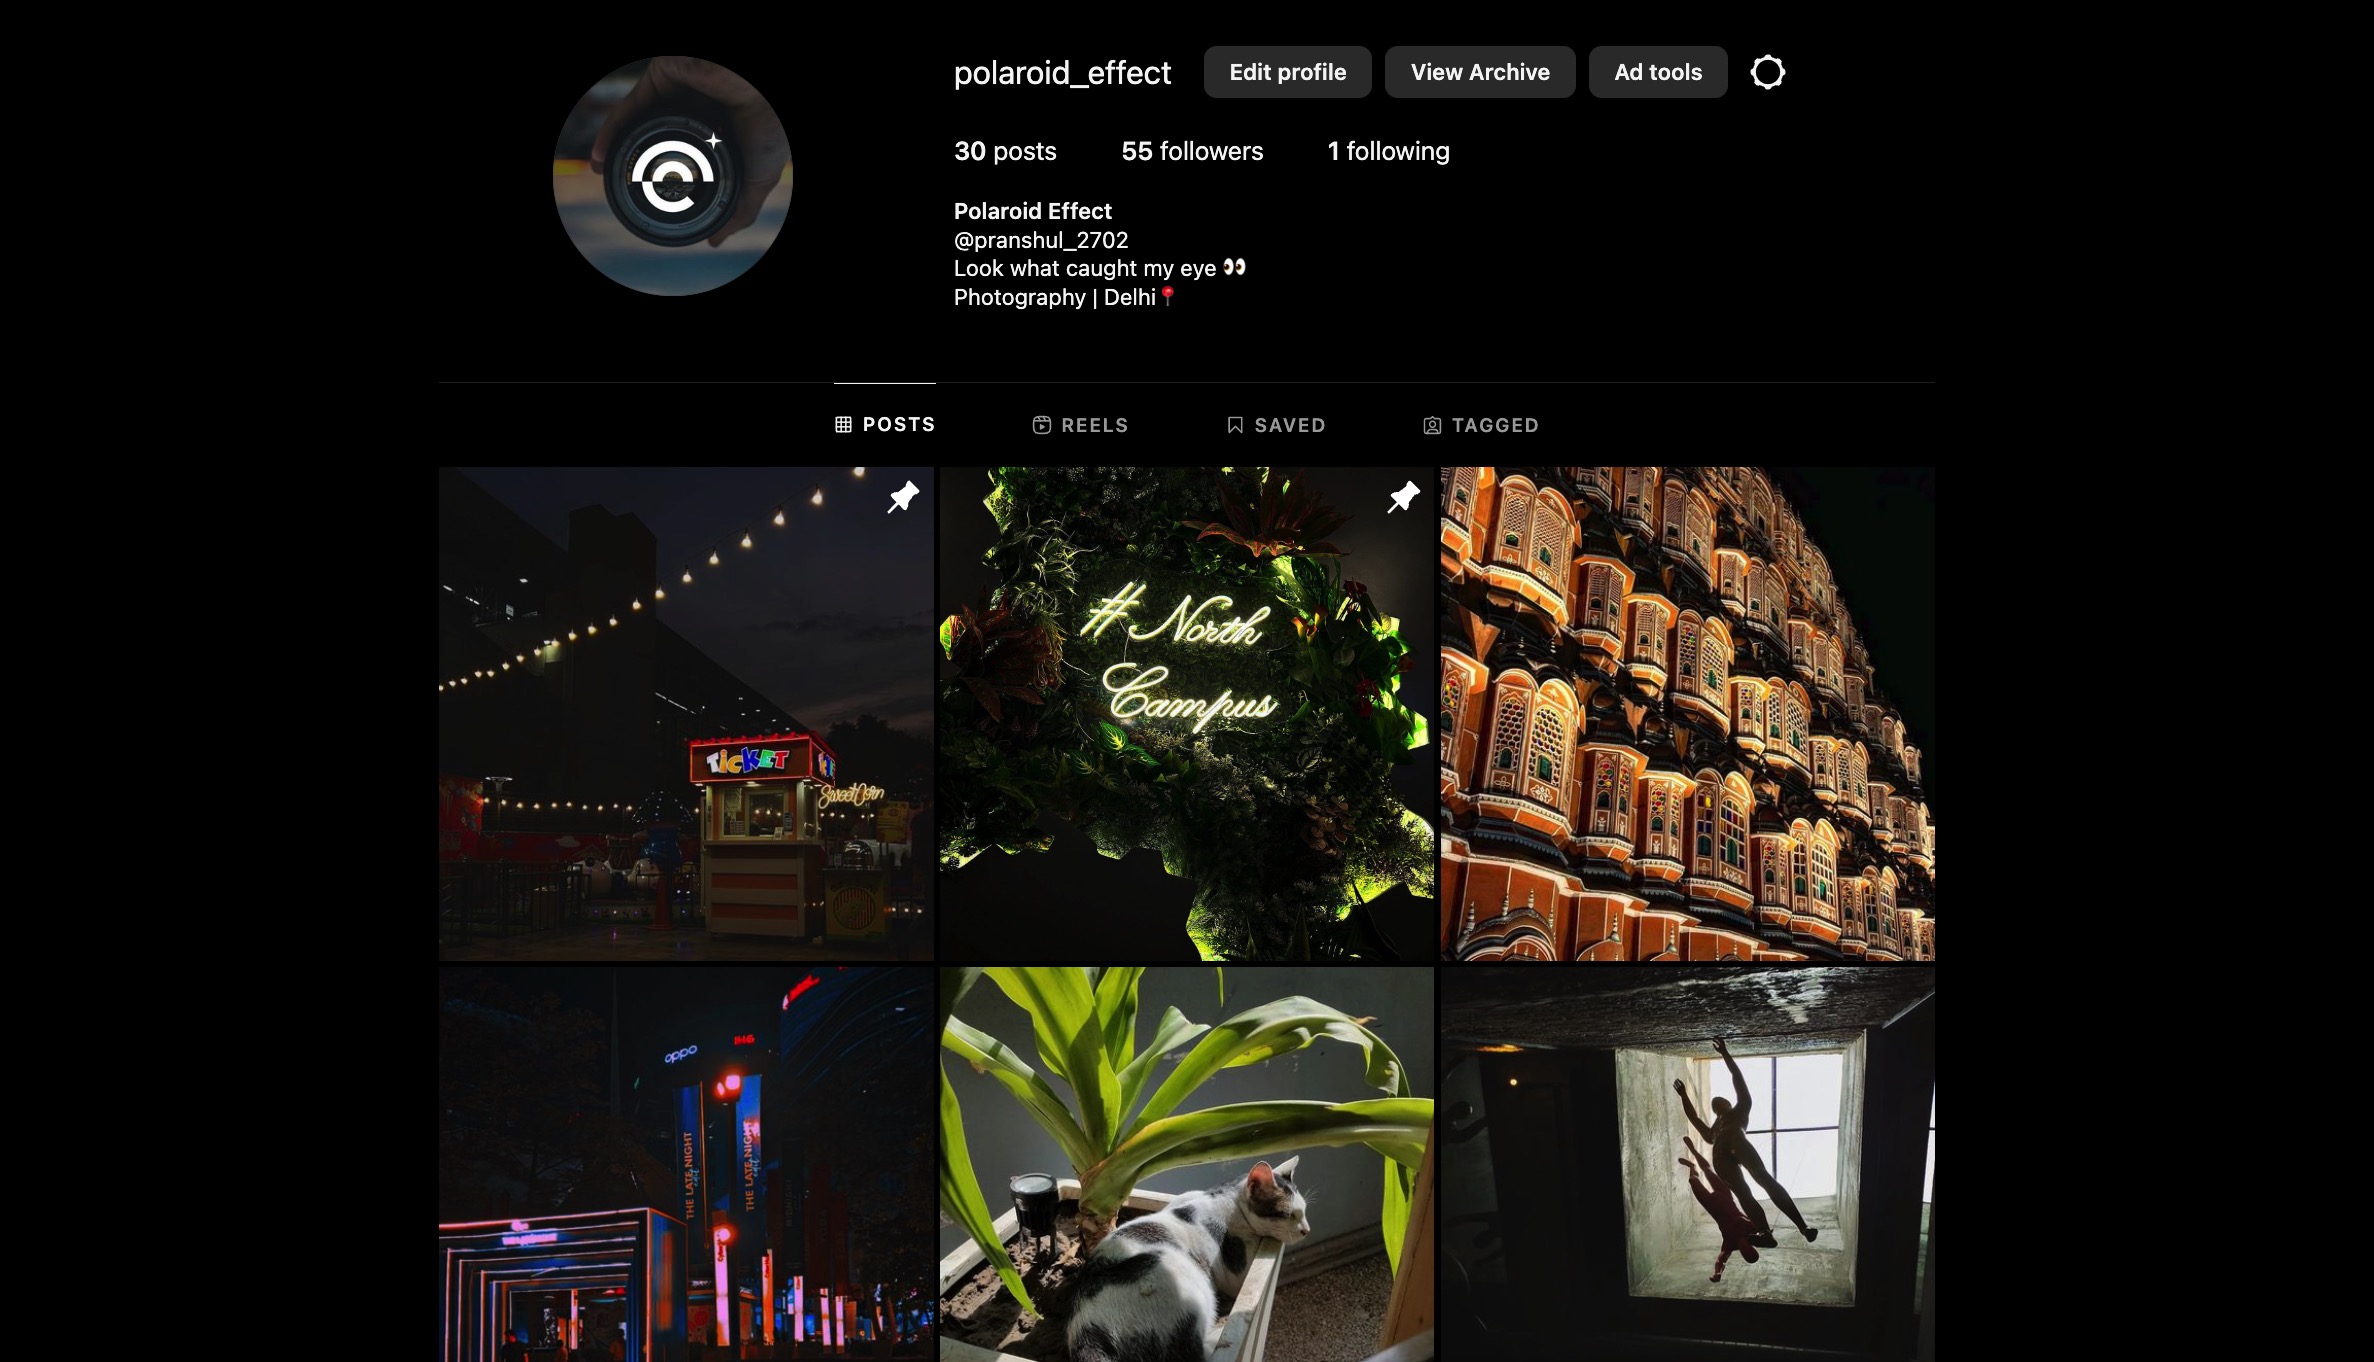 polaroid_effect Edit profile View Archive Ad tools
30 posts 55 followers 1 following
Polaroid Effect
@pranshul_2702
Look what caught my eye 👀
Photography | Delhi📍
POSTS REELS SAVED TAGGED
TiCKET
SweetCorn
#North
Campus
oppo
THE LATE NIGHT
THE LATE NIGHT